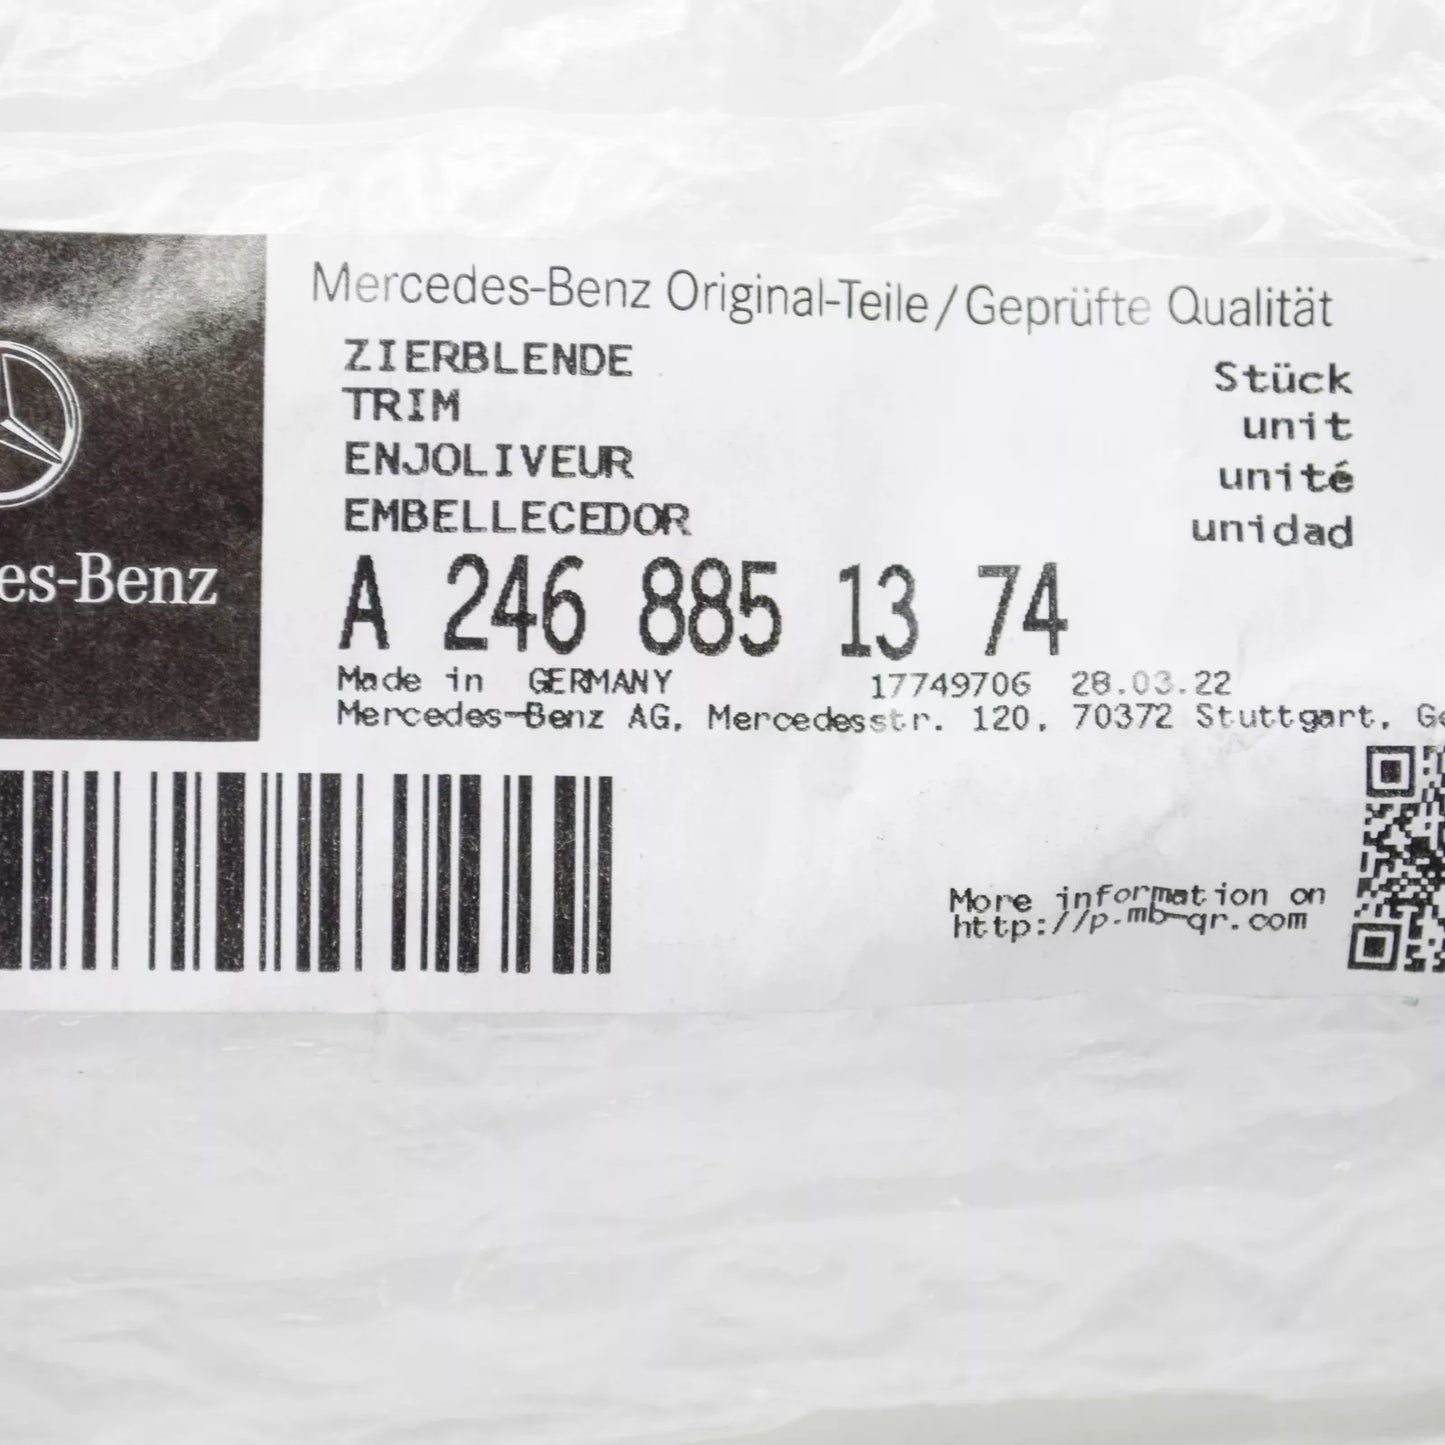 Mercedes-Benz Original-Teile/Geprüfte Qualität
ZIERBLENDE
Stück
TRIM
unit
ENJOLIVEUR
unité
EMBELLECEDOR
unidad
es-Benz
A 246 885 13 74
Made in GERMANY 17749706 28.03.22
Mercedes-Benz AG, Mercedesstr. 120, 70372 Stuttgart, Ge
More information on
http://p.mb-qr.com